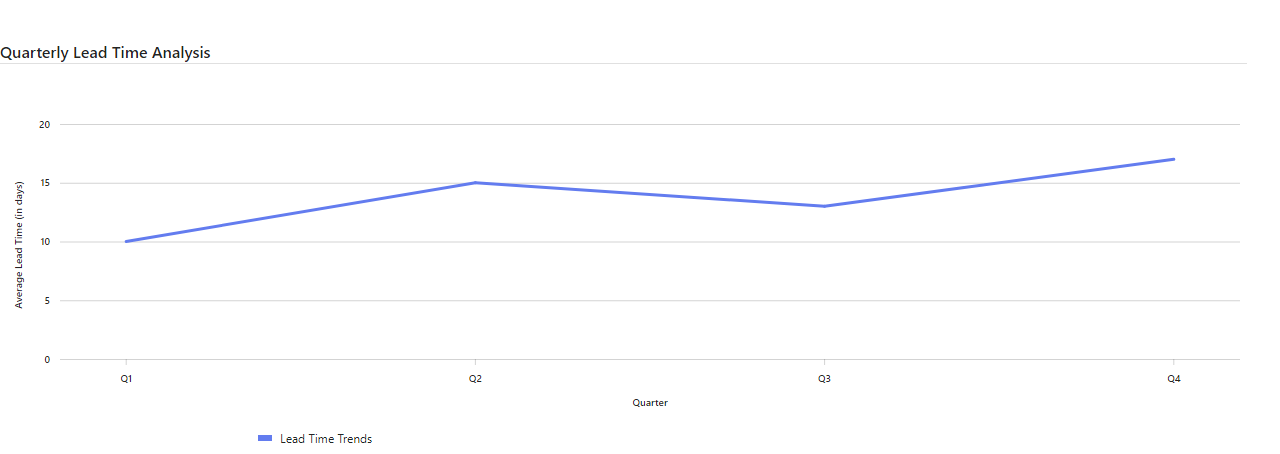 Quarterly Lead Time Analysis
20
15
10
5
0
Average Lead Time (in days)
Q1 Q2 Q3 Q4
Quarter
Lead Time Trends